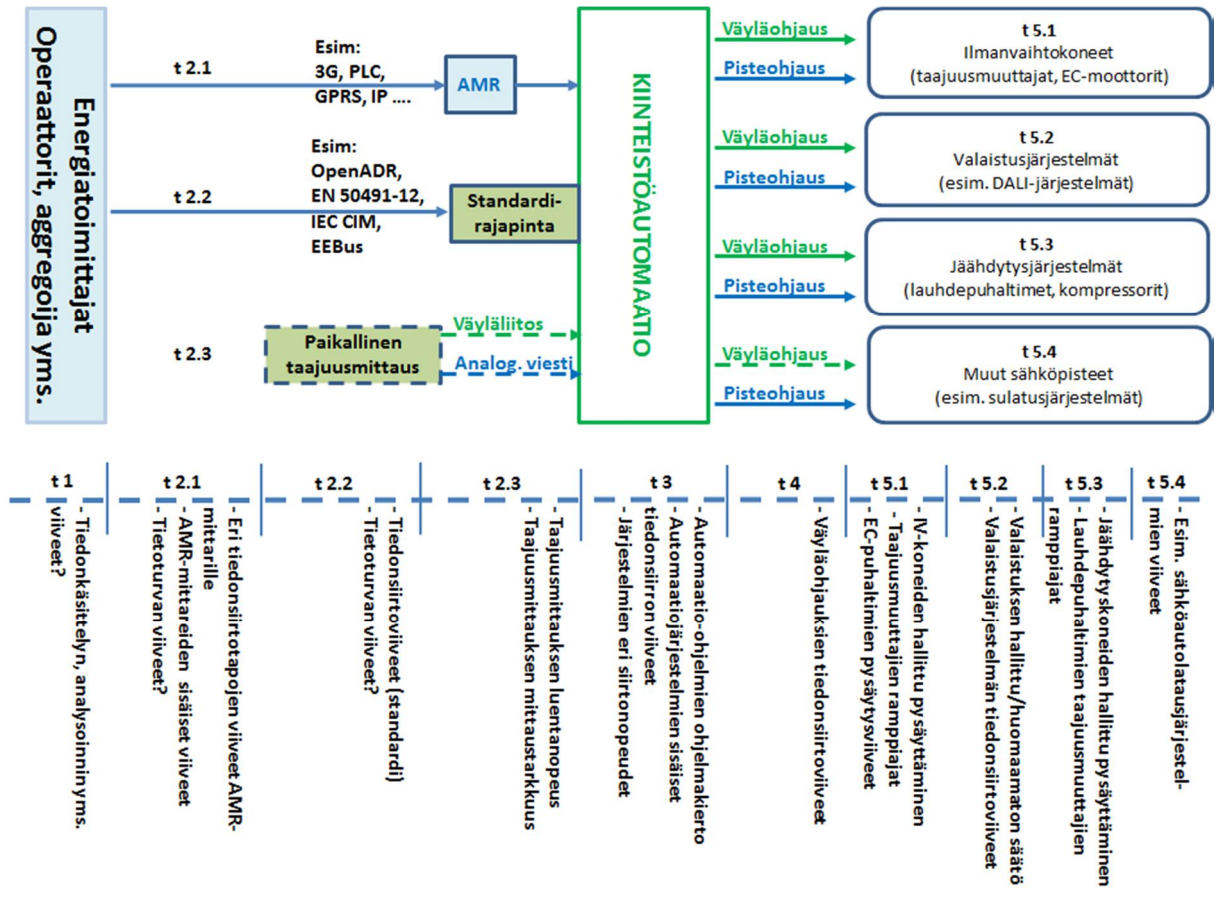 Energiatoimittajat
Operaattorit, aggregoija yms.
t 2.1
Esim:
3G, PLC,
GPRS, IP ....
AMR
t 2.2
Esim:
OpenADR,
EN 50491-12,
IEC CIM,
EEBus
Standardi-
rajapinta
t 2.3
Paikallinen
taajuusmittaus
Väyläliitos
Analog. viesti
KIINTEISTÖAUTOMAATIO
Väyläohjaus
Pisteohjaus
t 5.1
Ilmanvaihtokoneet
(taajuusmuuttajat, EC-moottorit)
Väyläohjaus
Pisteohjaus
t 5.2
Valaistusjärjestelmät
(esim. DALI-järjestelmät)
Väyläohjaus
Pisteohjaus
t 5.3
Jäähdytysjärjestelmät
(lauhdepuhaltimet, kompressorit)
Väyläohjaus
Pisteohjaus
t 5.4
Muut sähköpisteet
(esim. sulatusjärjestelmät)
t 1
- Tiedonkäsittelyn, analysoinnin yms.
viiveet?
t 2.1
- Eri tiedonsiirtotapojen viiveet AMR-
mittarille
- AMR-mittareiden sisäiset viiveet
- Tietoturvan viiveet?
t 2.2
- Tiedonsiirtoviiveet (standardi)
- Tietoturvan viiveet?
t 2.3
- Taajuusmittauksen luentanopeus
- Taajuusmittauksen mittaustarkkuus
t 3
- Automaatio-ohjelmien ohjelmakierto
- Automaatiojärjestelmien sisäiset
tiedonsiirron viiveet
- Järjestelmien eri siirtonopeudet
t 4
- Väyläohjauksien tiedonsiirtoviiveet
t 5.1
- IV-koneiden hallittu pysäyttäminen
- Taajuusmuuttajien ramppiajat
- EC-puhaltimien pysäytysviiveet
t 5.2
- Valaistuksen hallittu/huomaamaton säätö
- Valaistusjärjestelmän tiedonsiirtoviiveet
t 5.3
- Jäähdytyskoneiden hallittu pysäyttäminen
- Lauhdepuhaltimien taajuusmuuttajien
ramppiajat
t 5.4
- Esim. sähköautolatausjärjestel-
mien viiveet